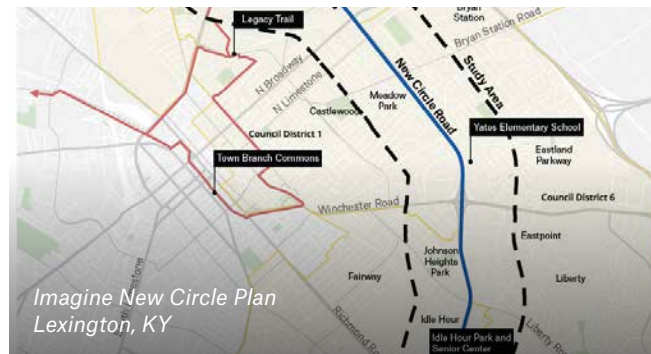 Legacy Trail
Bryan
Station
Bryan Station Road
N Broadway
N Limestone
New Circle Road
Study Area
Meadow
Park
Castlewood
Council District 1
Yates Elementary School
Eastland
Parkway
Town Branch Commons
Winchester Road
Council District 6
Eastpoint
Johnson
Heights
Park
Fairway
Liberty
Imagine New Circle Plan
Lexington, KY
Richmond
Idle Hour
Idle Hour Park and
Senior Center
Liberty